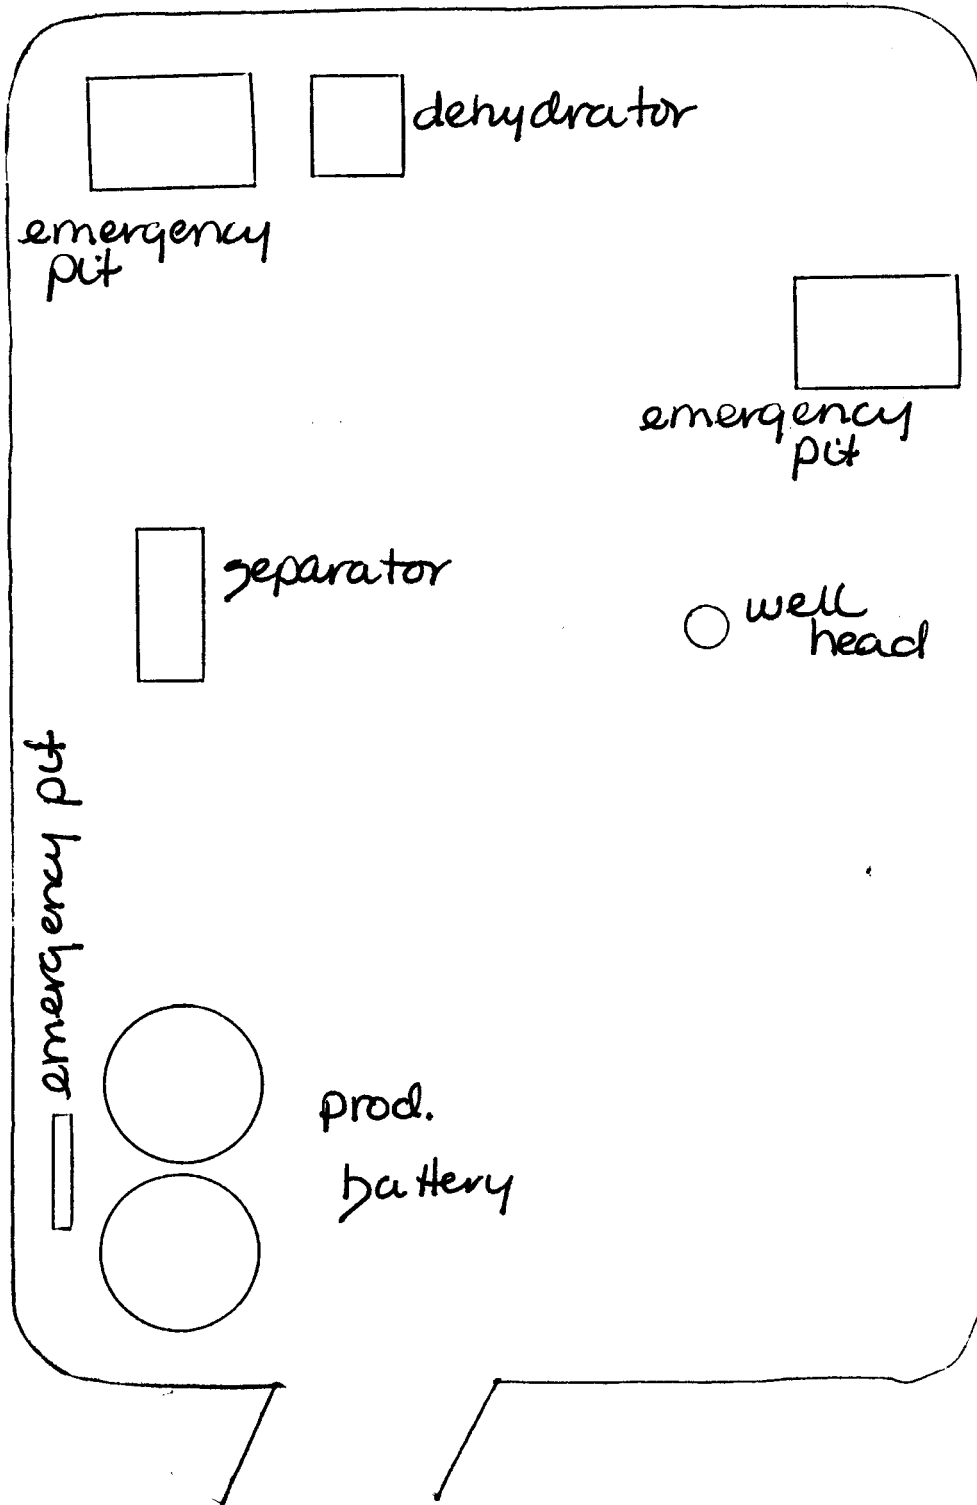 dehydrator
emergency
pit
emergency
pit
separator
well
head
emergency pit
prod.
battery